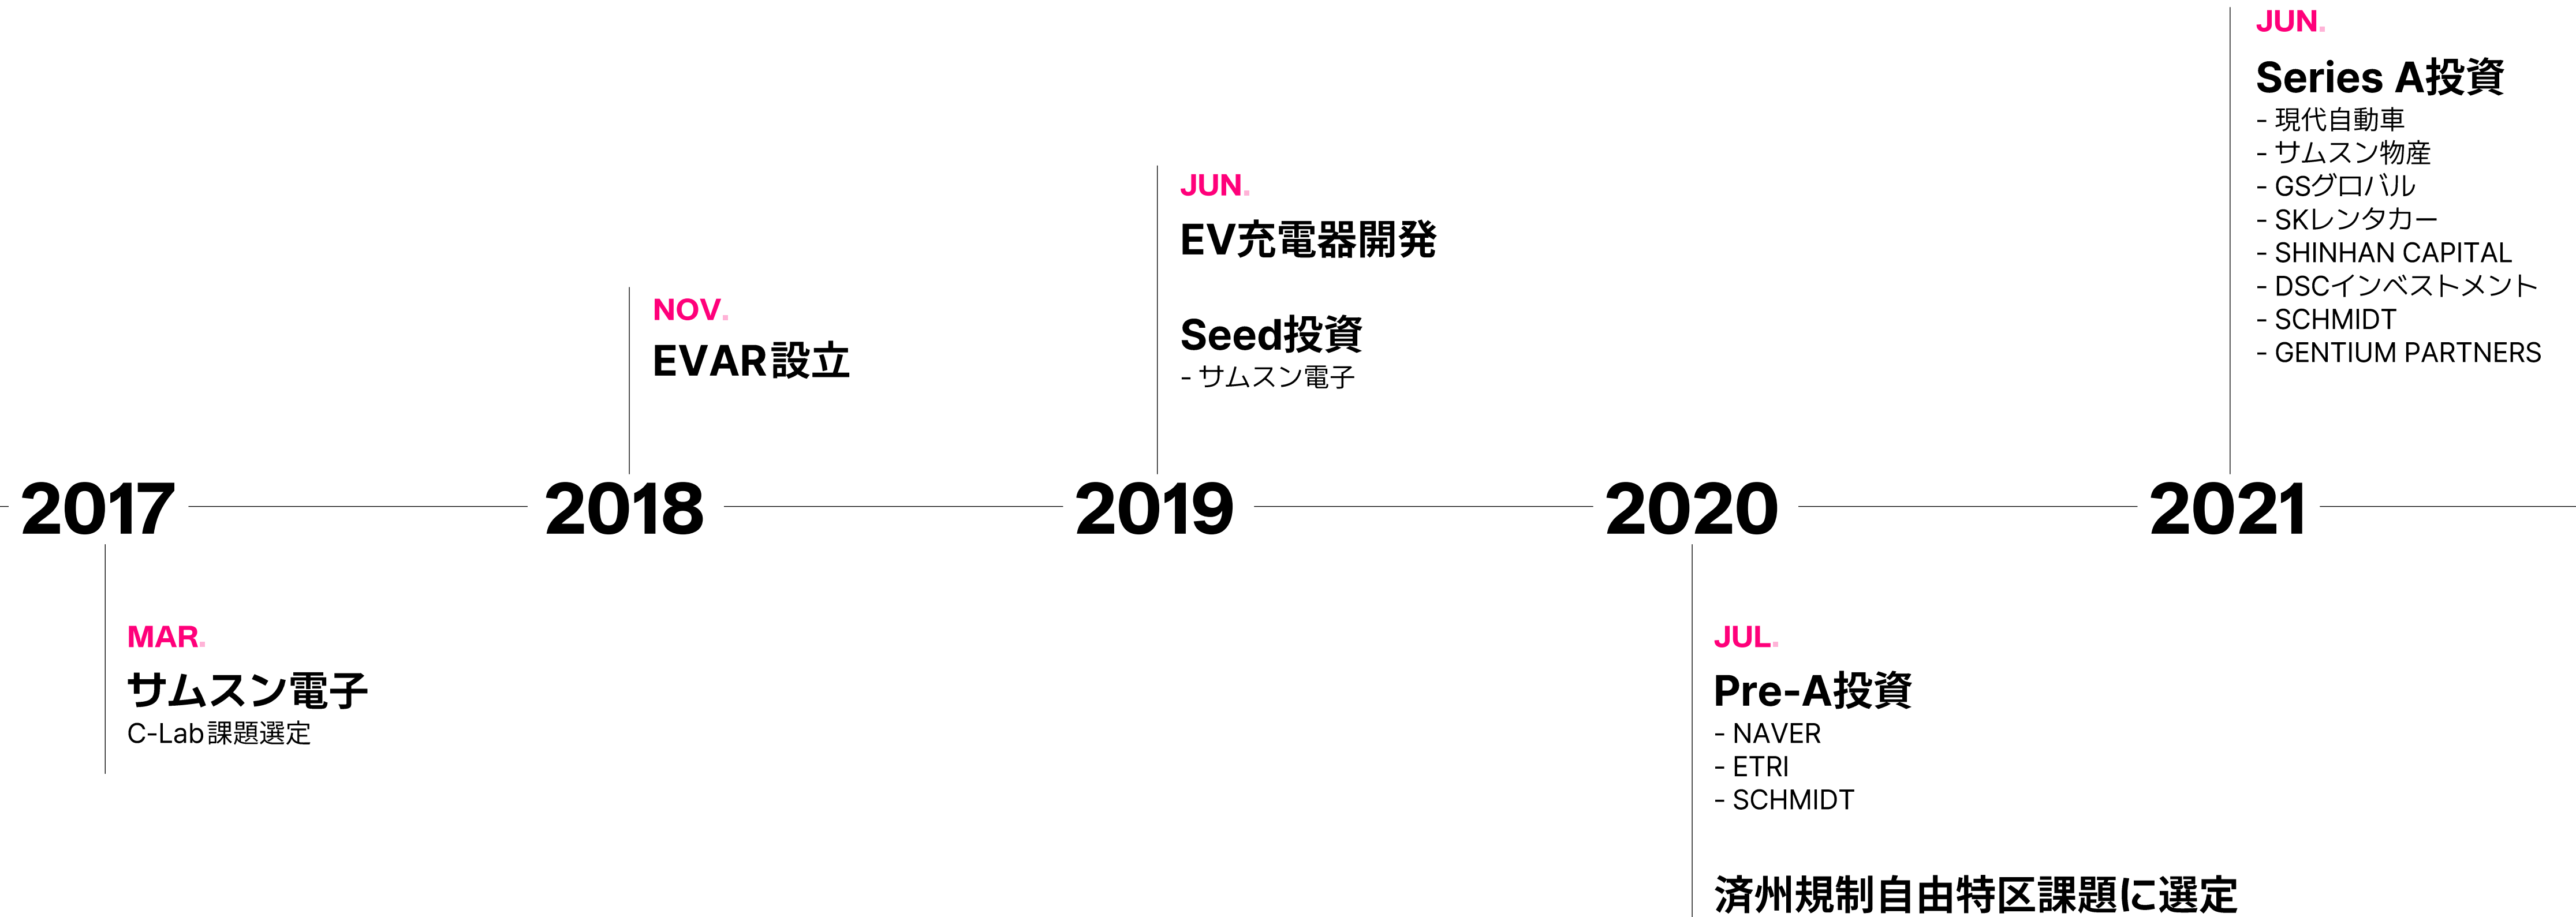 2017
MAR.
サムスン電子
C-Lab課題選定
2018
NOV.
EVAR設立
2019
JUN.
EV充電器開発
Seed投資
- サムスン電子
2020
JUL.
Pre-A投資
- NAVER
- ETRI
- SCHMIDT
済州規制自由特区課題に選定
2021
JUN.
Series A投資
- 現代自動車
- サムスン物産
- GSグロバル
- SKレンタカー
- SHINHAN CAPITAL
- DSCインベストメント
- SCHMIDT
- GENTIUM PARTNERS